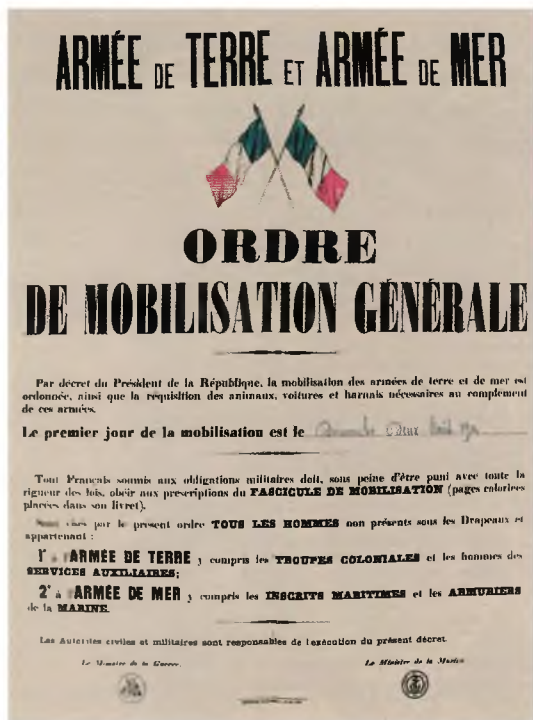 ARMÉE DE TERRE ET ARMÉE DE MER
ORDRE
DE MOBILISATION GÉNÉRALE
Par décret du Président de la République, la mobilisation des armées de terre et de mer est
ordonnée, ainsi que la réquisition des animaux, voitures et harnais nécessaires au complément
de ces armées.
Le premier jour de la mobilisation est le Dimanche deux Août
Tout Français soumis aux obligations militaires doit, sous peine d'être puni avec toute la
rigueur des lois, obéir aux prescriptions du FASCICULE DE MOBILISATION (pages coloriées
placées dans son livret).
par le présent ordre TOUS LES HOMMES non présents sous les Drapeaux et
appartenant :
1° à l'ARMÉE DE TERRE y compris les TROUPES COLONIALES et les hommes des
SERVICES AUXILIAIRES;
2° à l'ARMÉE DE MER y compris les INSCRITS MARITIMES et les ARMURIERS
de la MARINE.
Les Autorités civiles et militaires sont responsables de l'exécution du présent décret.
Le Ministre de la Guerre, Le Ministre de la Marine,